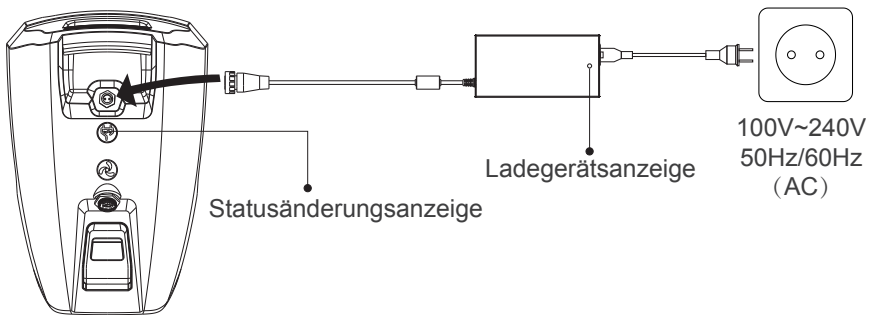 Statusänderungsanzeige
Ladegerätsanzeige
100V~240V
50Hz/60Hz
（AC）